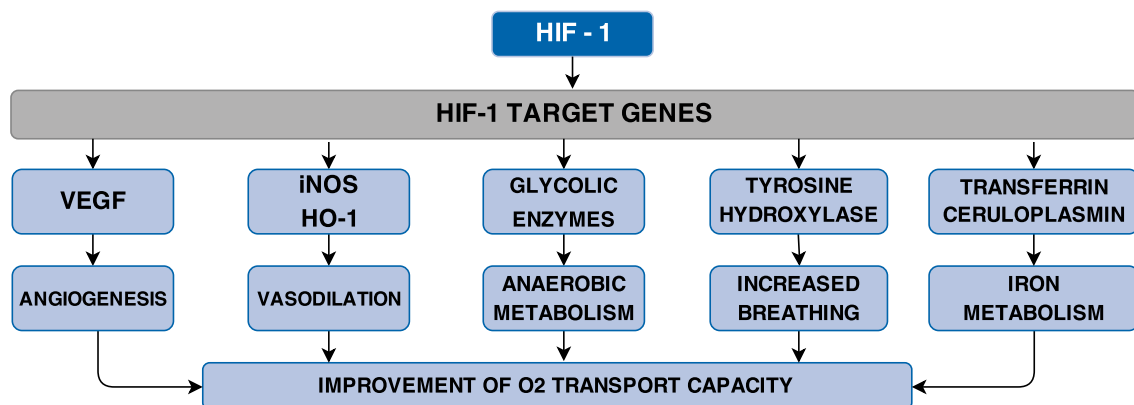 HIF - 1
HIF-1 TARGET GENES
VEGF
iNOS
HO-1
GLYCOLIC
ENZYMES
TYROSINE
HYDROXYLASE
TRANSFERRIN
CERULOPLASMIN
ANGIOGENESIS
VASODILATION
ANAEROBIC
METABOLISM
INCREASED
BREATHING
IRON
METABOLISM
IMPROVEMENT OF O2 TRANSPORT CAPACITY